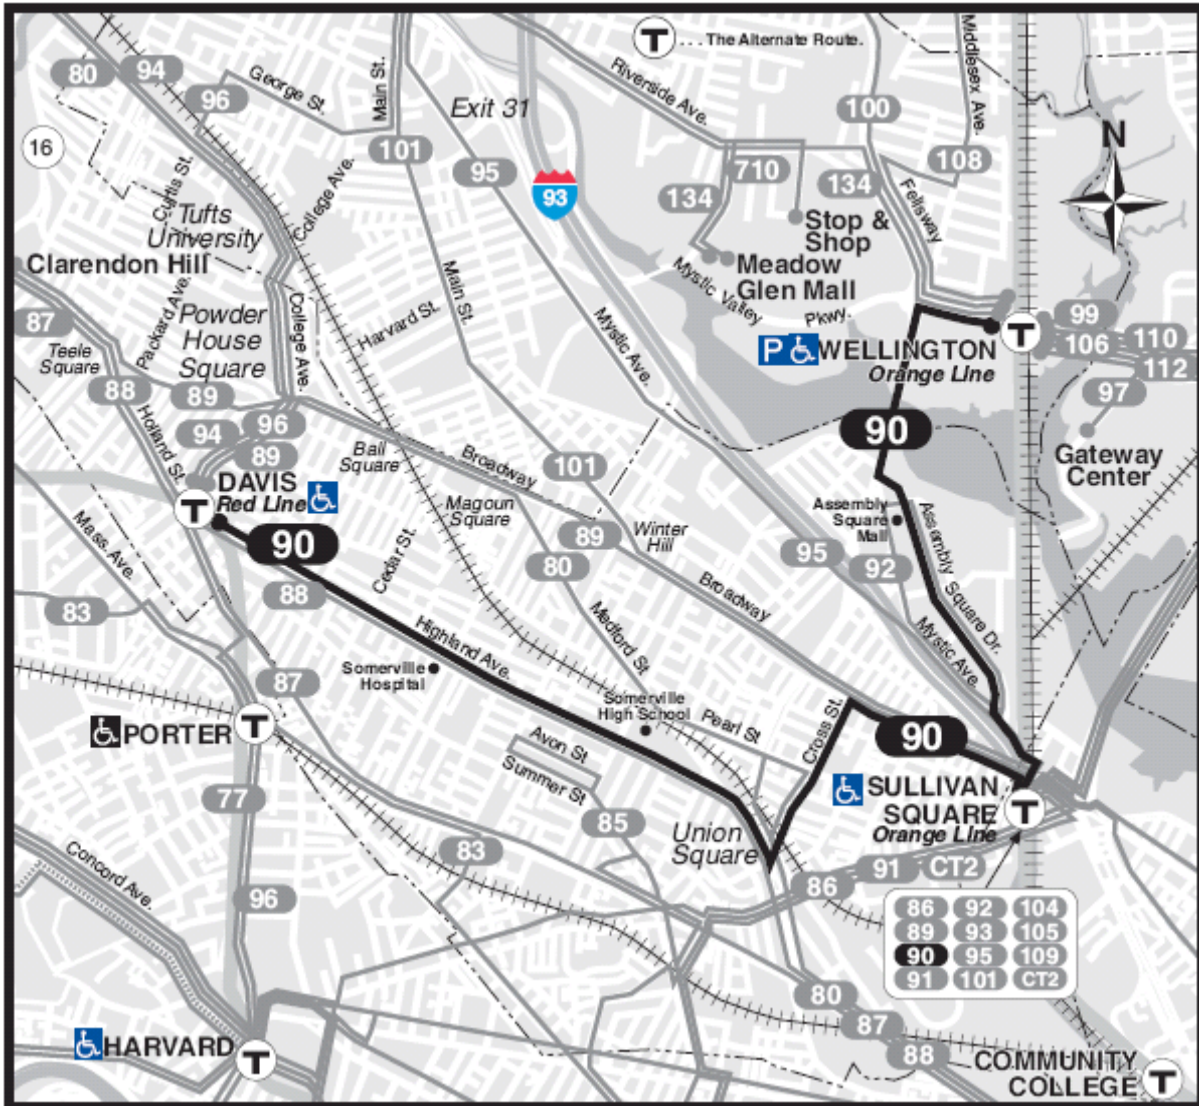 T ... The Alternate Route.
80
94
96
George St.
Main St.
101
95
Exit 31
93
Riverside Ave.
100
Middlesex Ave.
108
134
710
134
Fellsway
N
16
Curtis St.
College Ave.
Tufts
University
Clarendon Hill
Stop &
Shop
Meadow
Glen Mall
Mystic Valley
Pkwy.
87
Teele
Square
Packard Ave.
Powder
House
Square
College Ave.
Harvard St.
Main St.
Mystic Ave.
P
WELLINGTON
Orange Line
T
99
106
110
112
97
Gateway
Center
88
89
94
96
89
Holland St.
DAVIS
Red Line
T
90
Ball
Square
Broadway
101
Magoun
Square
89
80
Winter
Hill
90
Assembly
Square
Mall
95
92
Assembly Square Dr.
Mystic Ave.
Broadway
Mass. Ave.
83
88
Cedar St.
Highland Ave.
Medford St.
Somerville
Hospital
Somerville
High School
Pearl St
Cross St.
90
87
PORTER
T
Avon St
Summer St
85
83
77
96
Union
Square
SULLIVAN
SQUARE
Orange Line
T
86
91
CT2
86 92 104
89 93 105
90 95 109
91 101 CT2
Concord Ave.
HARVARD
T
80
87
88
COMMUNITY
COLLEGE
T